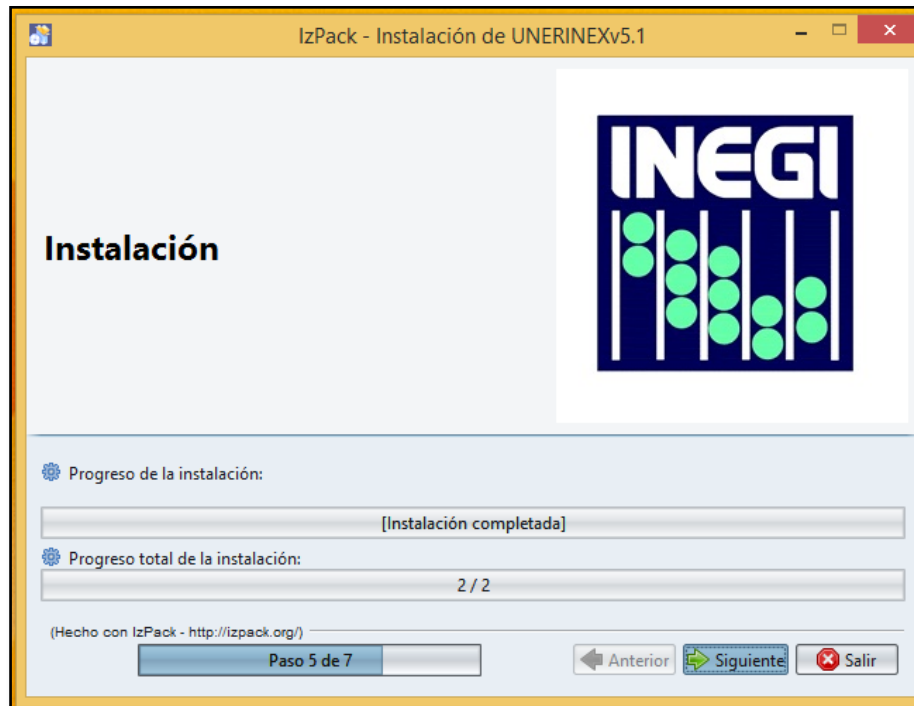 IzPack - Instalación de UNERINEXv5.1
INEGI
Instalación
Progreso de la instalación:
[Instalación completada]
Progreso total de la instalación:
2 / 2
(Hecho con IzPack - http://izpack.org/)
Paso 5 de 7
Anterior
Siguiente
Salir